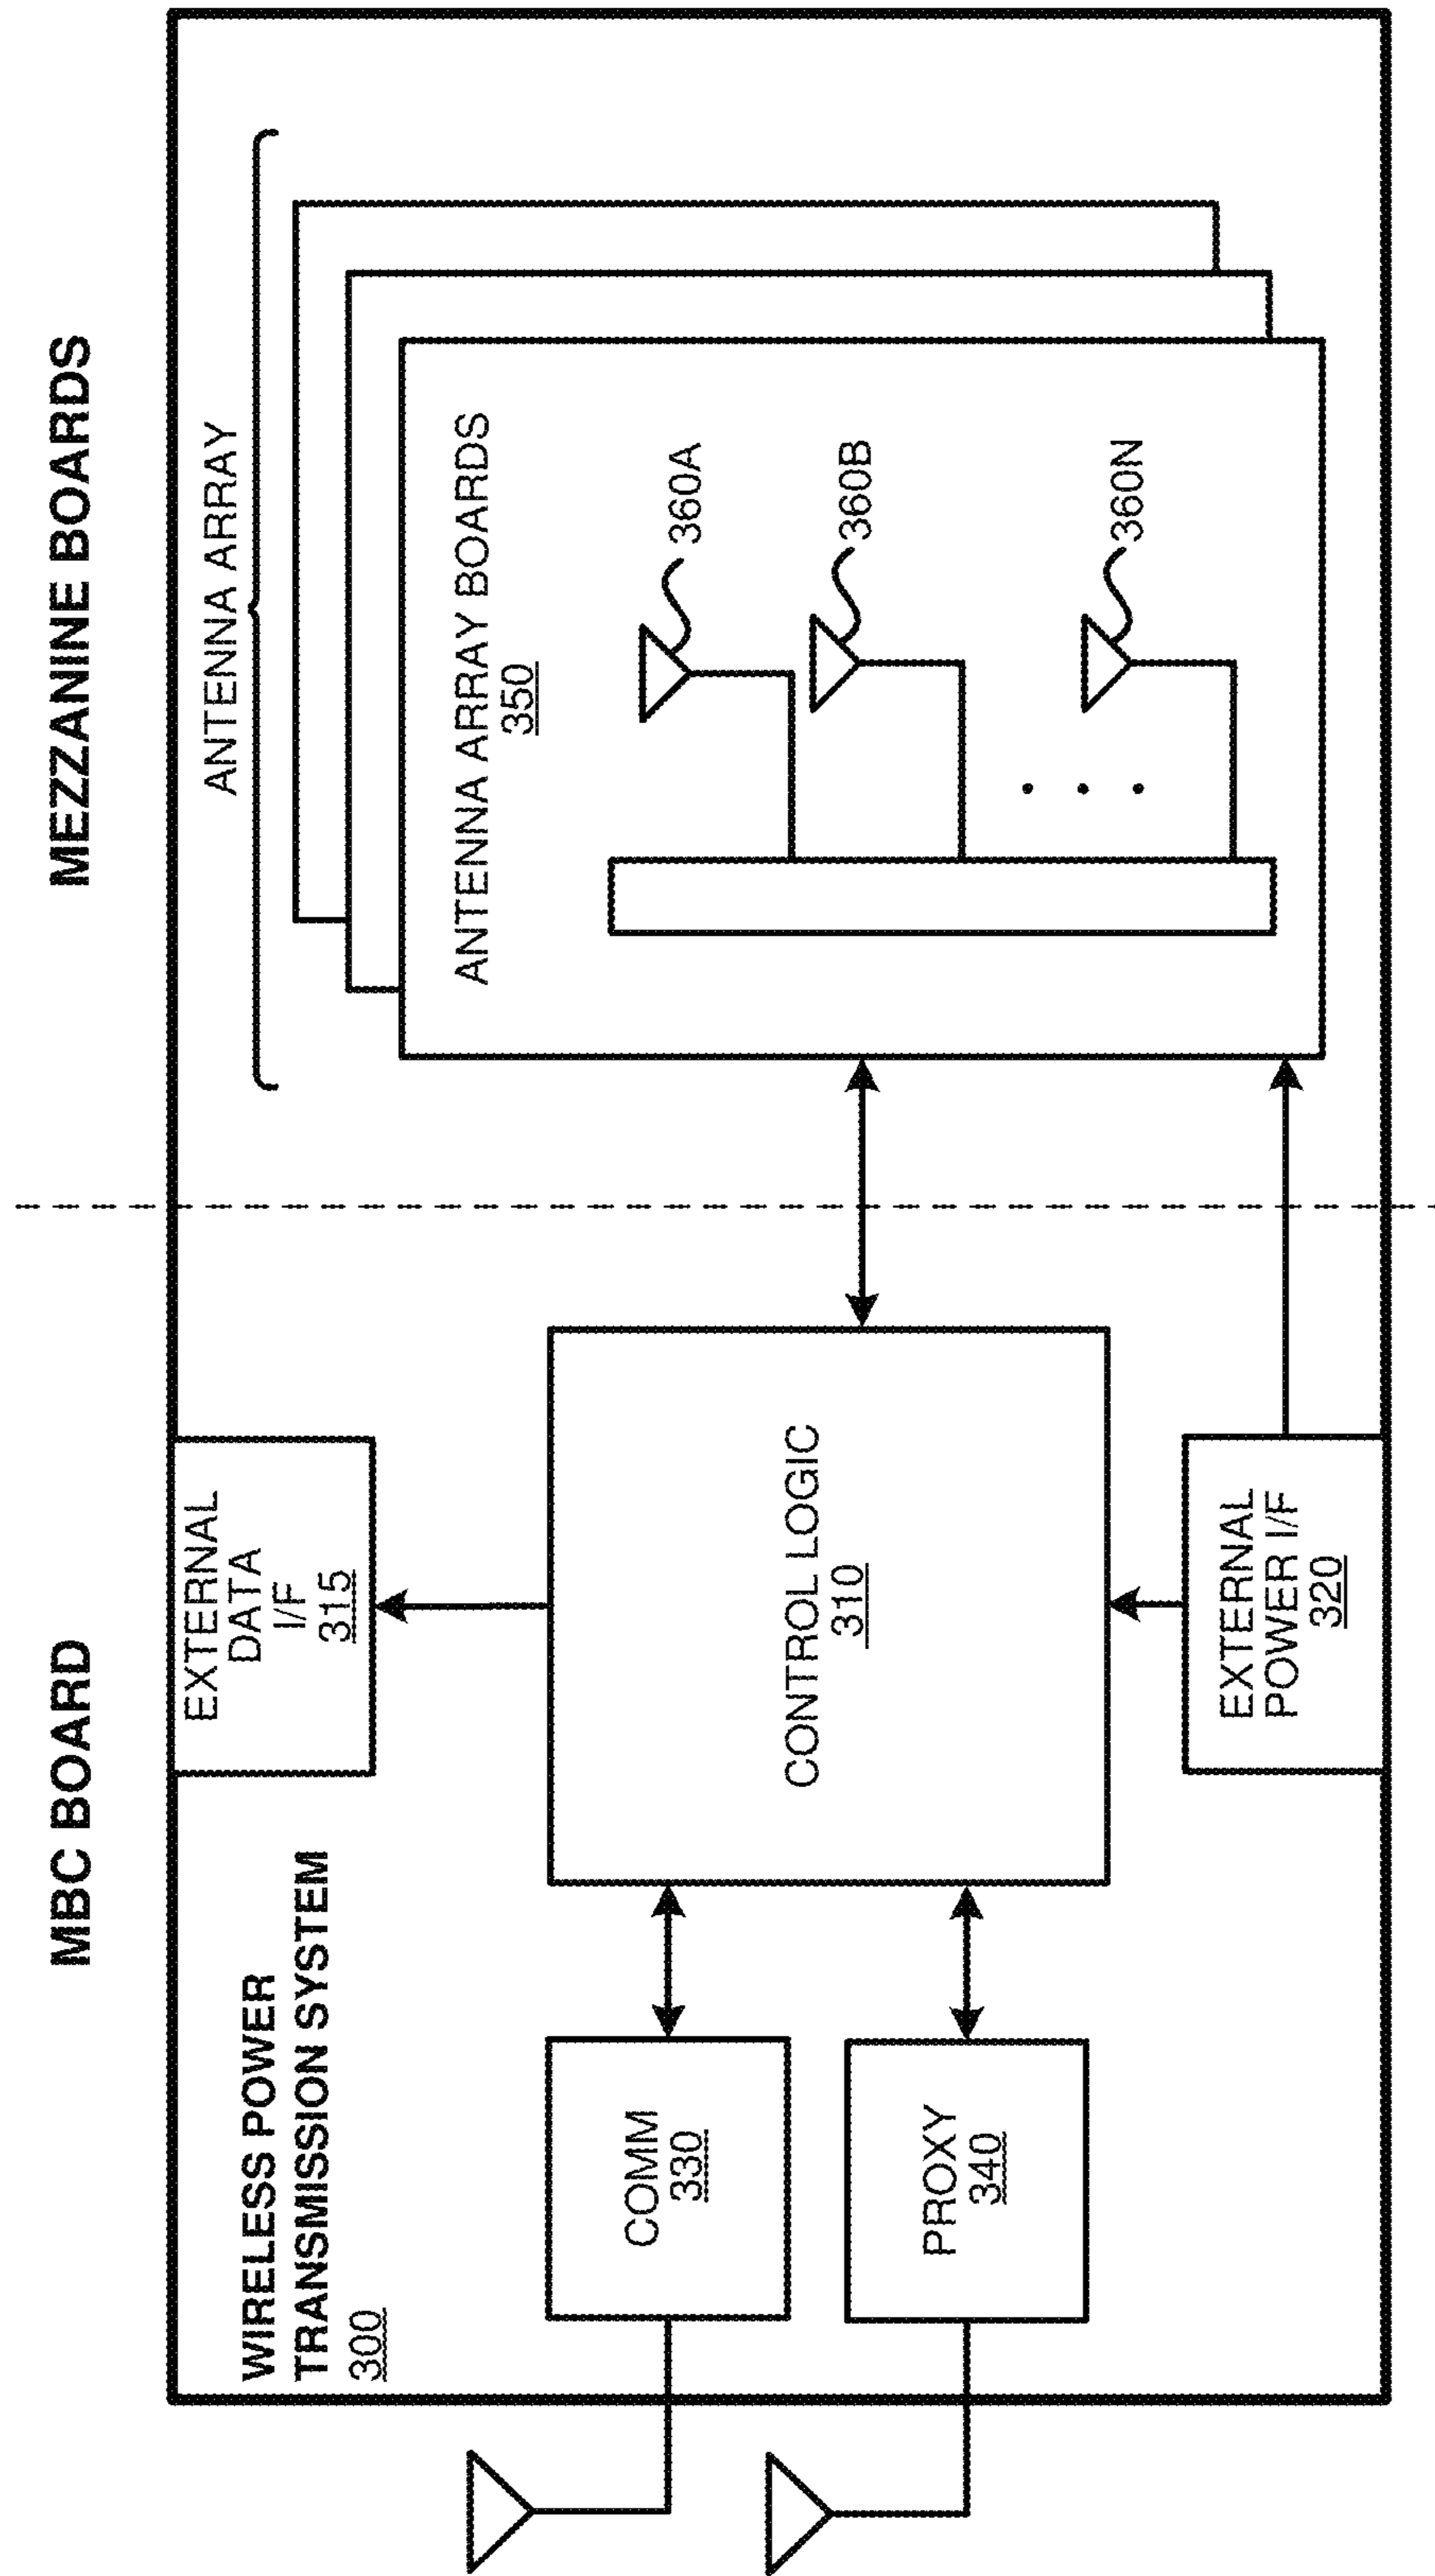 MBC BOARD
MEZZANINE BOARDS
WIRELESS POWER
TRANSMISSION SYSTEM
300
EXTERNAL
DATA
I/F
315
COMM
330
PROXY
340
CONTROL LOGIC
310
EXTERNAL
POWER I/F
320
ANTENNA ARRAY
ANTENNA ARRAY BOARDS
350
360A
360B
360N